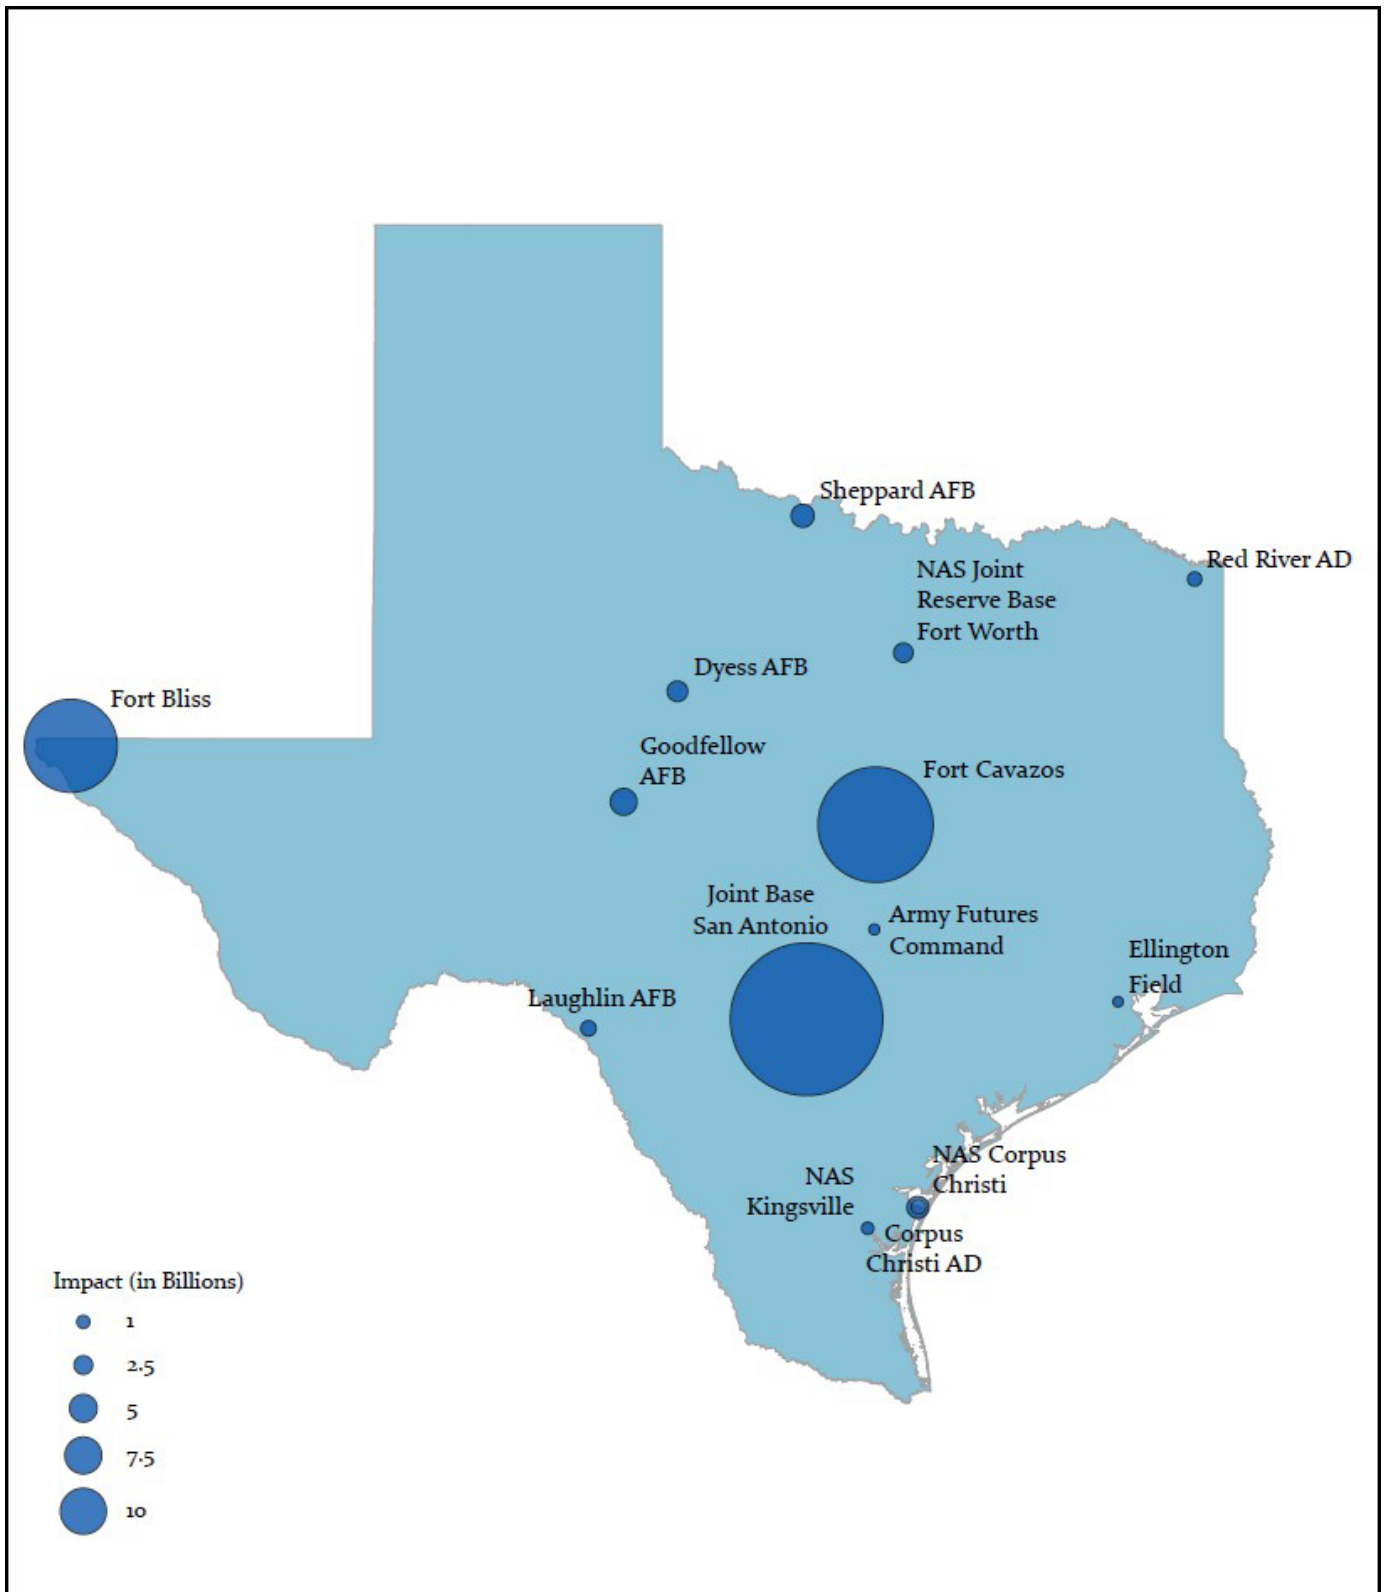 Sheppard AFB
Red River AD
NAS Joint
Reserve Base
Fort Worth
Dyess AFB
Fort Bliss
Goodfellow
AFB
Fort Cavazos
Joint Base
San Antonio
Army Futures
Command
Ellington
Field
Laughlin AFB
NAS Corpus
Christi
NAS
Kingsville
Corpus
Christi AD
Impact (in Billions)
1
2.5
5
7.5
10